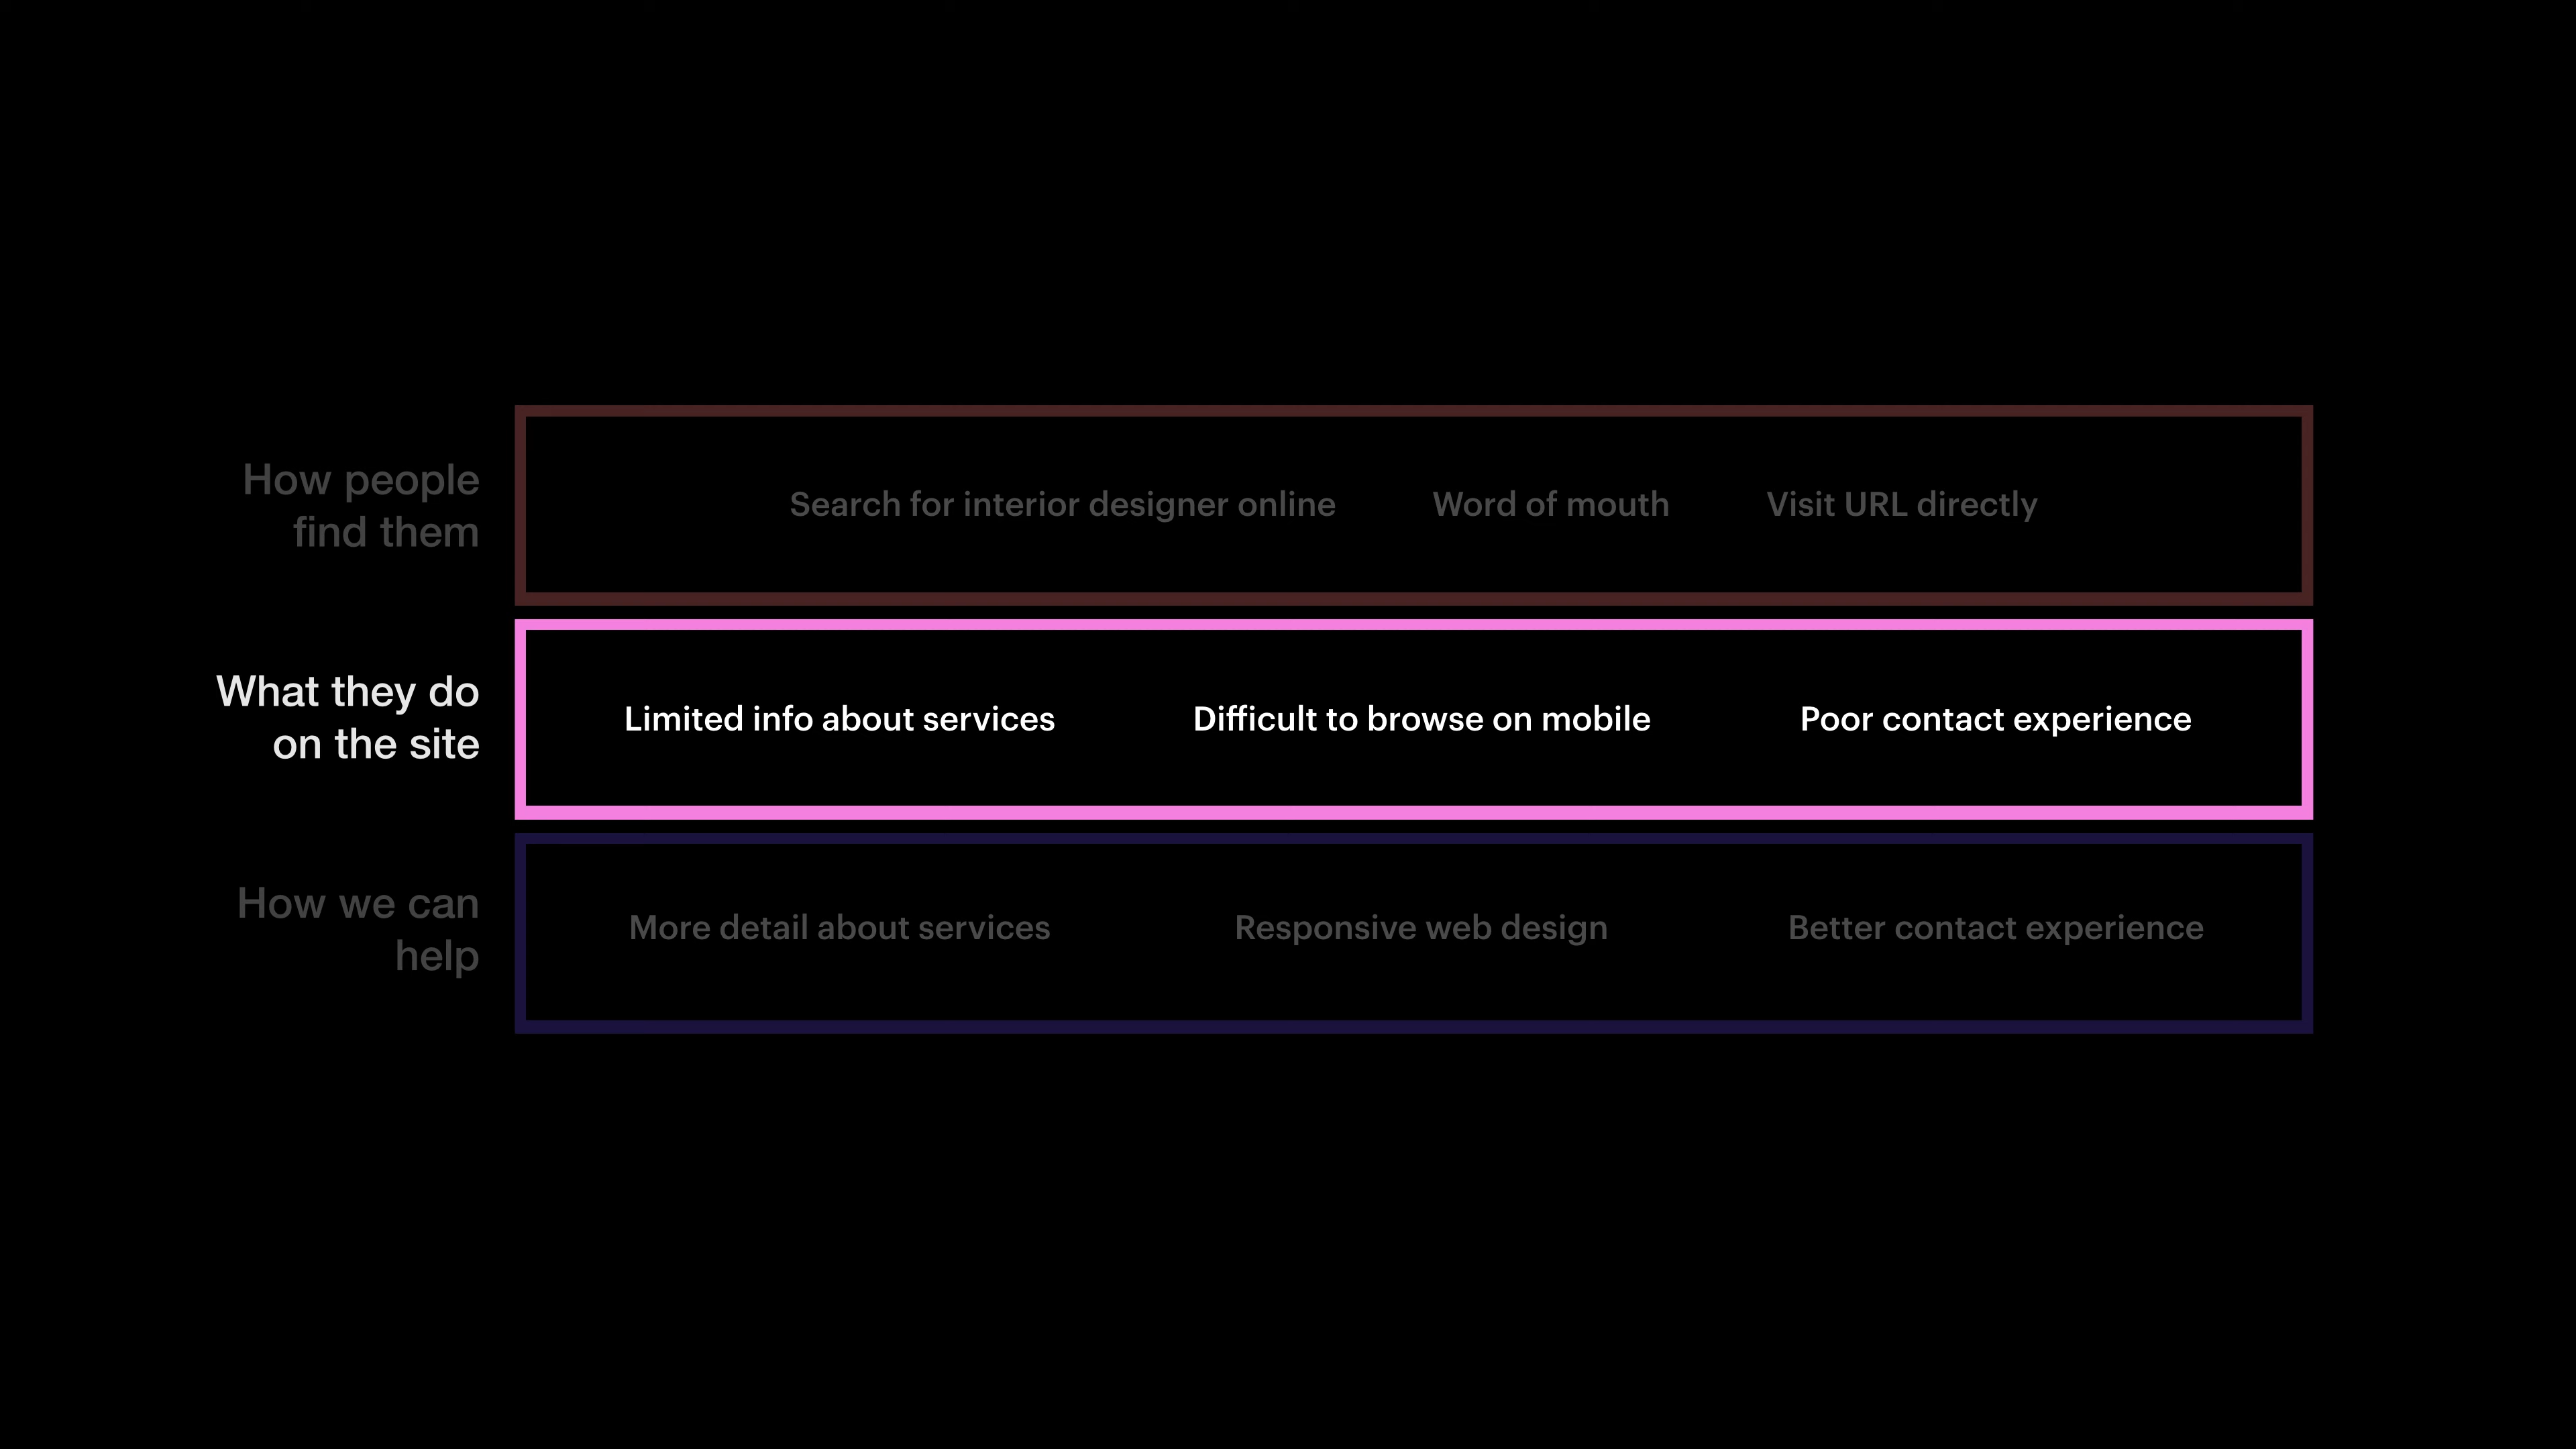 How people
find them
Search for interior designer online
Word of mouth
Visit URL directly
What they do
on the site
Limited info about services
Difficult to browse on mobile
Poor contact experience
How we can
help
More detail about services
Responsive web design
Better contact experience